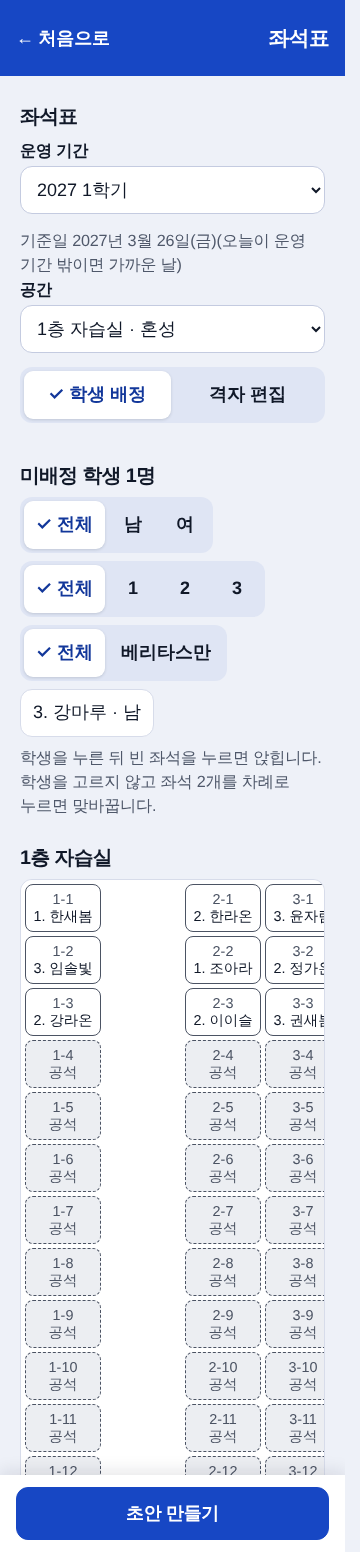 ← 처음으로
좌석표
좌석표
운영 기간
2027 1학기
기준일 2027년 3월 26일(금)(오늘이 운영
기간 밖이면 가까운 날)
공간
1층 자습실 · 혼성
✓ 학생 배정
격자 편집
미배정 학생 1명
✓ 전체 남 여
✓ 전체 1 2 3
✓ 전체 베리타스만
3. 강마루 · 남
학생을 누른 뒤 빈 좌석을 누르면 앉힙니다.
학생을 고르지 않고 좌석 2개를 차례로
누르면 맞바꿉니다.
1층 자습실
1-1 2-1 3-1
1. 한새봄 2. 한라온 3. 윤자
1-2 2-2 3-2
3. 임솔빛 1. 조아라 2. 정가
1-3 2-3 3-3
2. 강라온 2. 이이슬 3. 권새
1-4 2-4 3-4
공석 공석 공석
1-5 2-5 3-5
공석 공석 공석
1-6 2-6 3-6
공석 공석 공석
1-7 2-7 3-7
공석 공석 공석
1-8 2-8 3-8
공석 공석 공석
1-9 2-9 3-9
공석 공석 공석
1-10 2-10 3-10
공석 공석 공석
1-11 2-11 3-11
공석 공석 공석
1-12 2-12 3-12
초안 만들기